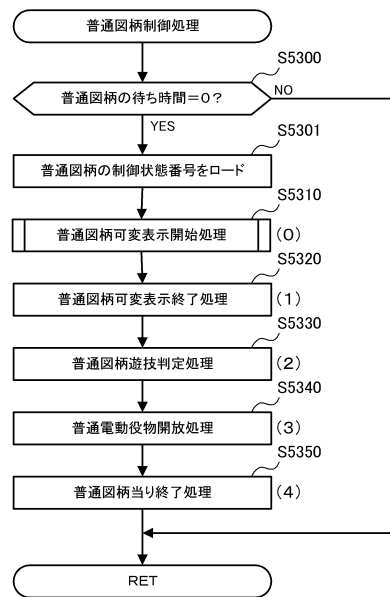 普通図柄制御処理
S5300
普通図柄の待ち時間=0?
NO
YES
S5301
普通図柄の制御状態番号をロード
S5310
普通図柄可変表示開始処理 (0)
S5320
普通図柄可変表示終了処理 (1)
S5330
普通図柄遊技判定処理 (2)
S5340
普通電動役物開放処理 (3)
S5350
普通図柄当り終了処理 (4)
RET